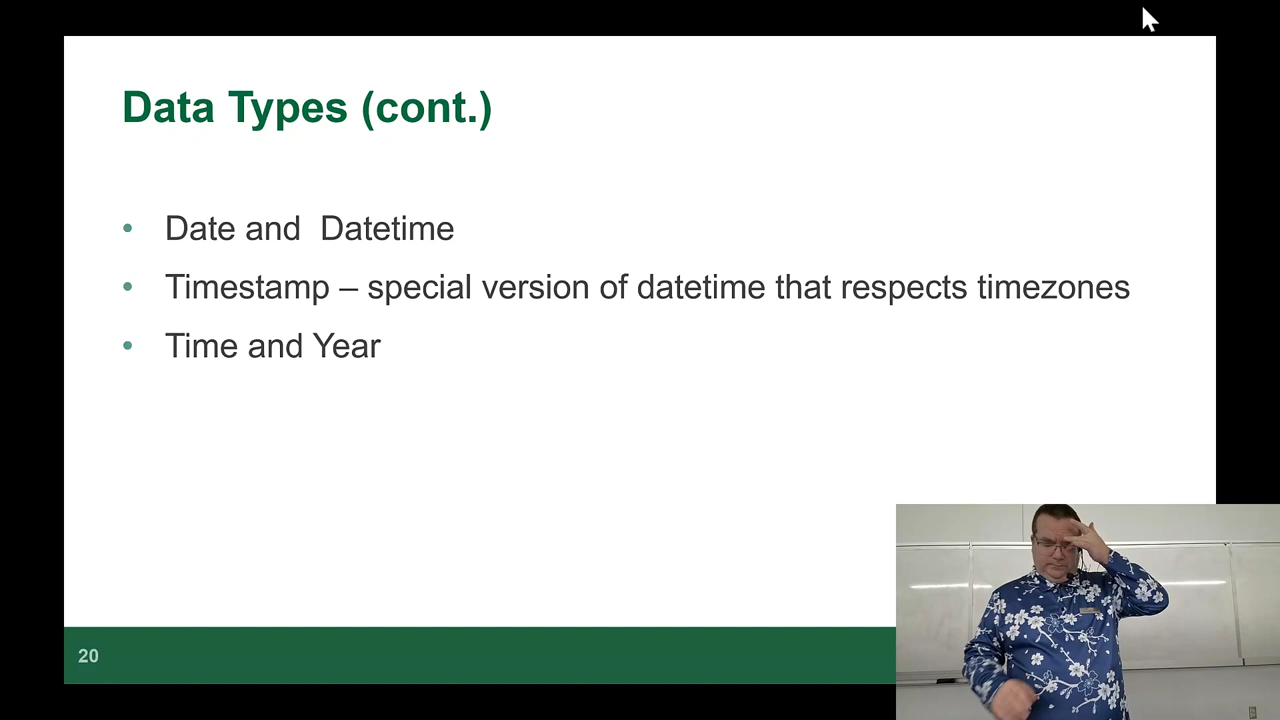 Data Types (cont.)
• Date and  Datetime
• Timestamp – special version of datetime that respects timezones
• Time and Year
20